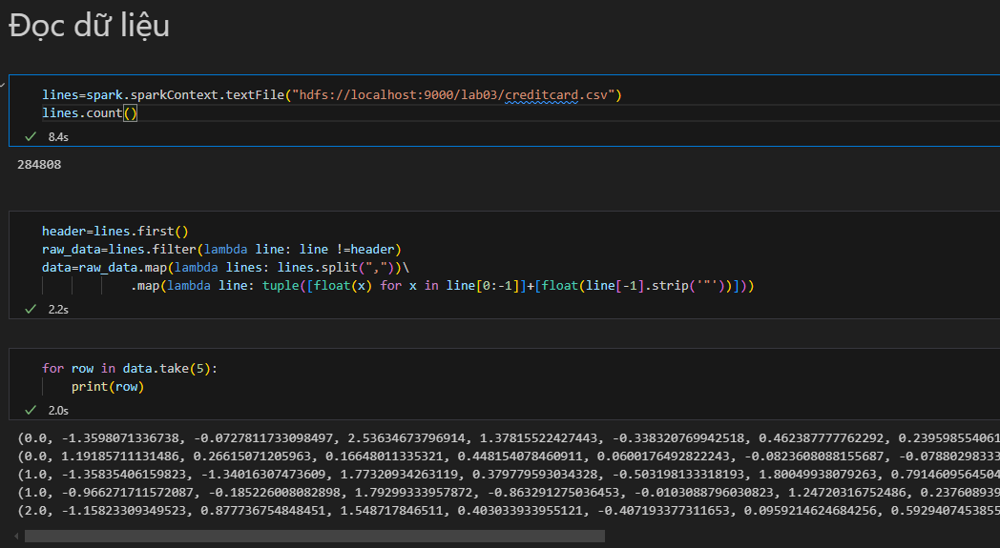 Đọc dữ liệu
lines=spark.sparkContext.textFile("hdfs://localhost:9000/lab03/creditcard.csv")
lines.count()
8.4s
284808
header=lines.first()
raw_data=lines.filter(lambda line: line !=header)
data=raw_data.map(lambda lines: lines.split(","))\
.map(lambda line: tuple([float(x) for x in line[0:-1]]+[float(line[-1].strip('"'))]))
2.2s
for row in data.take(5):
print(row)
2.0s
(0.0, -1.3598071336738, -0.0727811733098497, 2.53634673796914, 1.37815522427443, -0.338320769942518, 0.462387777762292, 0.239598554061
(0.0, 1.19185711131486, 0.26615071205963, 0.16648011335321, 0.448154078460911, 0.0600176492822243, -0.0823608088155687, -0.078802983333
(1.0, -1.35835406159823, -1.34016307473609, 1.77320934263119, 0.379779593034328, -0.503198133318193, 1.80049938079263, 0.7914609564504
(1.0, -0.966271711572087, -0.185226008082898, 1.79299333957872, -0.863291275036453, -0.0103088796030823, 1.24720316752486, 0.237608939
(2.0, -1.15823309349523, 0.877736754848451, 1.548717846511, 0.403033933955121, -0.407193377311653, 0.0959214624684256, 0.5929407453855